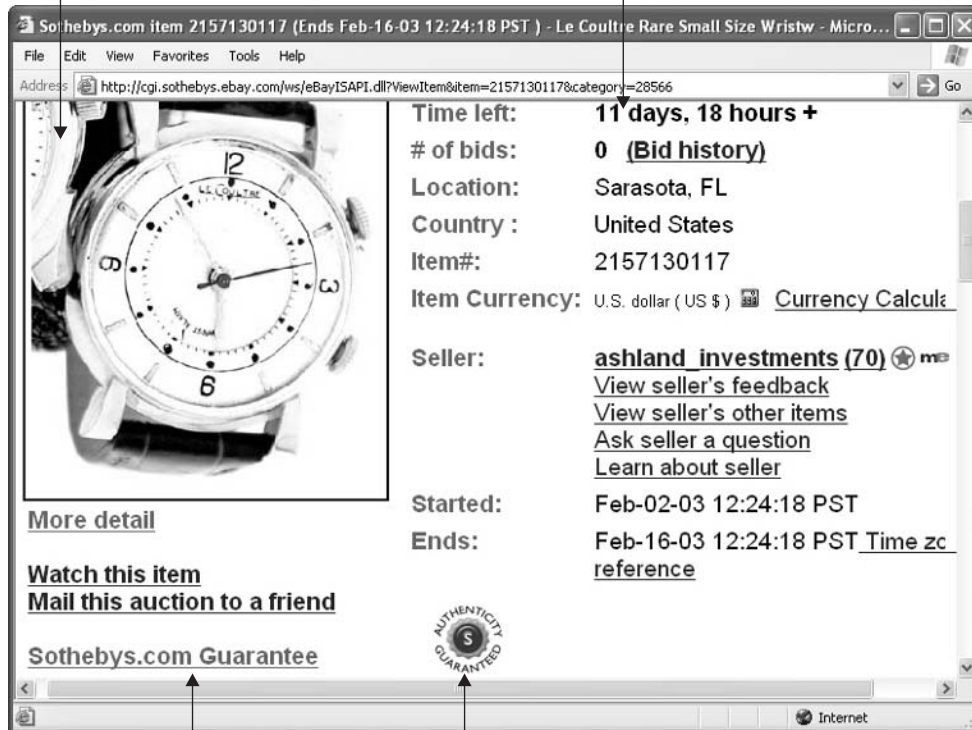 Sothebys.com item 2157130117 (Ends Feb-16-03 12:24:18 PST ) - Le Coultre Rare Small Size Wristw - Micro...
File Edit View Favorites Tools Help
Address http://cgi.sothebys.ebay.com/ws/eBayISAPI.dll?ViewItem&item=2157130117&category=28566 Go
Time left: 11 days, 18 hours +
# of bids: 0 (Bid history)
Location: Sarasota, FL
Country : United States
Item#: 2157130117
Item Currency: U.S. dollar ( US $ ) Currency Calcula
Seller: ashland_investments (70) me
View seller's feedback
View seller's other items
Ask seller a question
Learn about seller
Started: Feb-02-03 12:24:18 PST
Ends: Feb-16-03 12:24:18 PST Time zo
reference
12
LE COULTRE
9
3
6
More detail
Watch this item
Mail this auction to a friend
Sothebys.com Guarantee
AUTHENTICITY
S
GUARANTEED
Internet